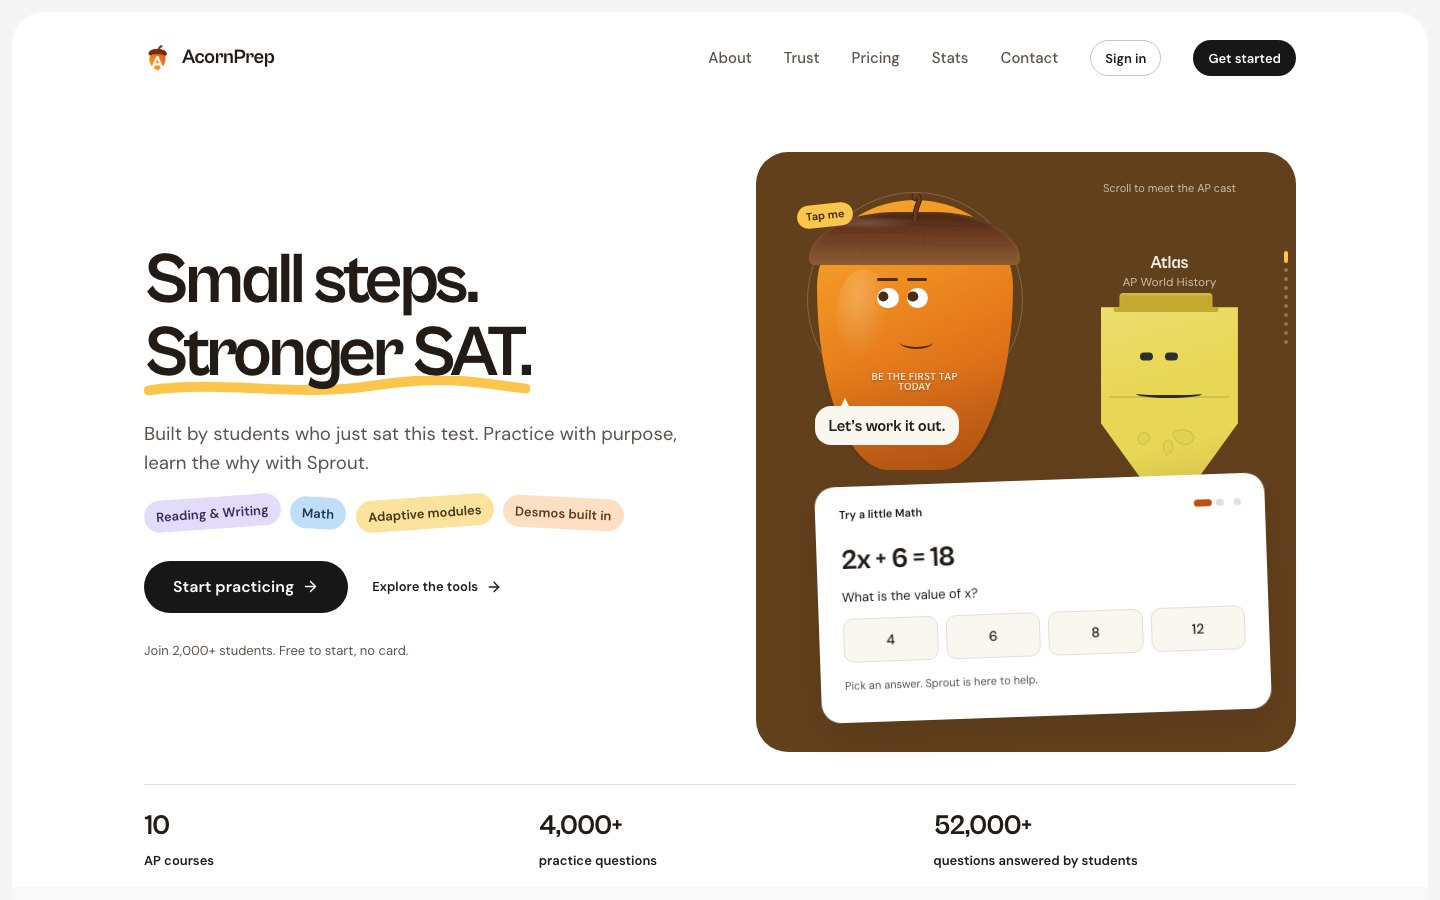 AcornPrep
About
Trust
Pricing
Stats
Contact
Sign in
Get started
Small steps.
Stronger SAT.
Built by students who just sat this test. Practice with purpose,
learn the why with Sprout.
Reading & Writing
Math
Adaptive modules
Desmos built in
Start practicing →
Explore the tools →
Join 2,000+ students. Free to start, no card.
Scroll to meet the AP cast
Tap me
Atlas
AP World History
BE THE FIRST TAP
TODAY
Let's work it out.
Try a little Math
2x + 6 = 18
What is the value of x?
4
6
8
12
Pick an answer. Sprout is here to help.
10
AP courses
4,000+
practice questions
52,000+
questions answered by students